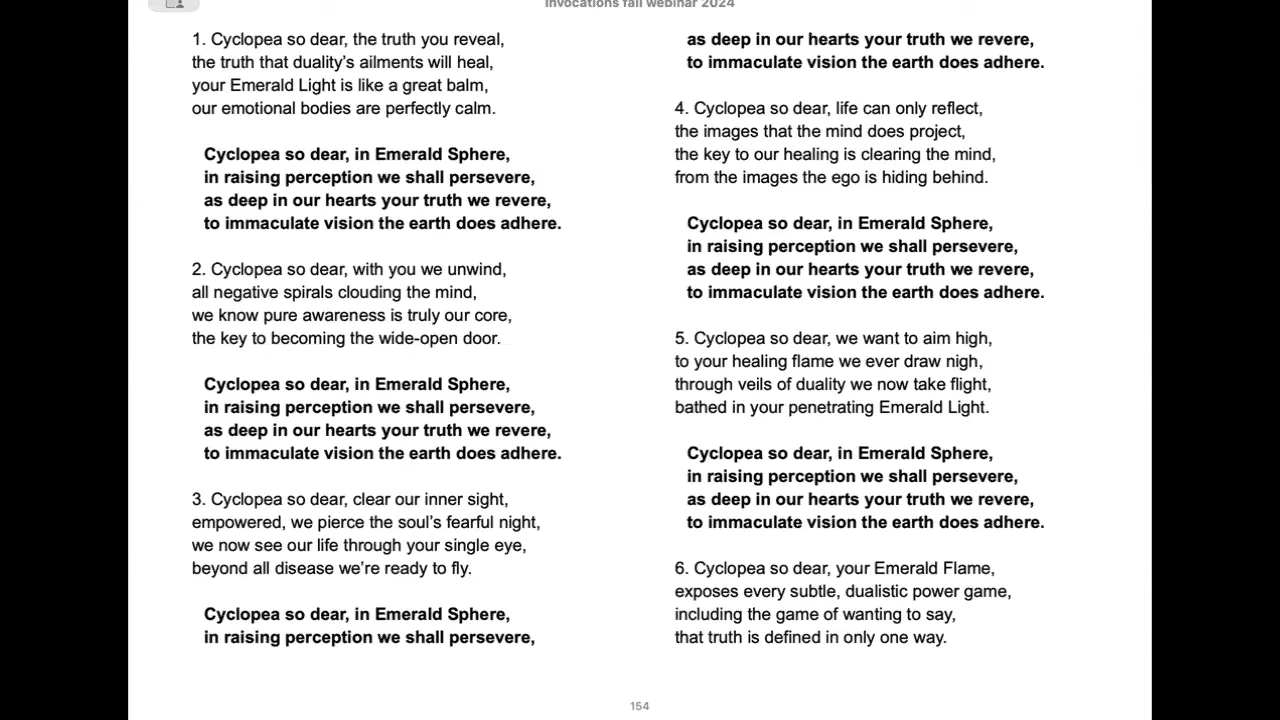 Invocations fall webinar 2024
1. Cyclopea so dear, the truth you reveal,
the truth that duality’s ailments will heal,
your Emerald Light is like a great balm,
our emotional bodies are perfectly calm.
Cyclopea so dear, in Emerald Sphere,
in raising perception we shall persevere,
as deep in our hearts your truth we revere,
to immaculate vision the earth does adhere.
2. Cyclopea so dear, with you we unwind,
all negative spirals clouding the mind,
we know pure awareness is truly our core,
the key to becoming the wide-open door.
Cyclopea so dear, in Emerald Sphere,
in raising perception we shall persevere,
as deep in our hearts your truth we revere,
to immaculate vision the earth does adhere.
3. Cyclopea so dear, clear our inner sight,
empowered, we pierce the soul’s fearful night,
we now see our life through your single eye,
beyond all disease we’re ready to fly.
Cyclopea so dear, in Emerald Sphere,
in raising perception we shall persevere,
as deep in our hearts your truth we revere,
to immaculate vision the earth does adhere.
4. Cyclopea so dear, life can only reflect,
the images that the mind does project,
the key to our healing is clearing the mind,
from the images the ego is hiding behind.
Cyclopea so dear, in Emerald Sphere,
in raising perception we shall persevere,
as deep in our hearts your truth we revere,
to immaculate vision the earth does adhere.
5. Cyclopea so dear, we want to aim high,
to your healing flame we ever draw nigh,
through veils of duality we now take flight,
bathed in your penetrating Emerald Light.
Cyclopea so dear, in Emerald Sphere,
in raising perception we shall persevere,
as deep in our hearts your truth we revere,
to immaculate vision the earth does adhere.
6. Cyclopea so dear, your Emerald Flame,
exposes every subtle, dualistic power game,
including the game of wanting to say,
that truth is defined in only one way.
154